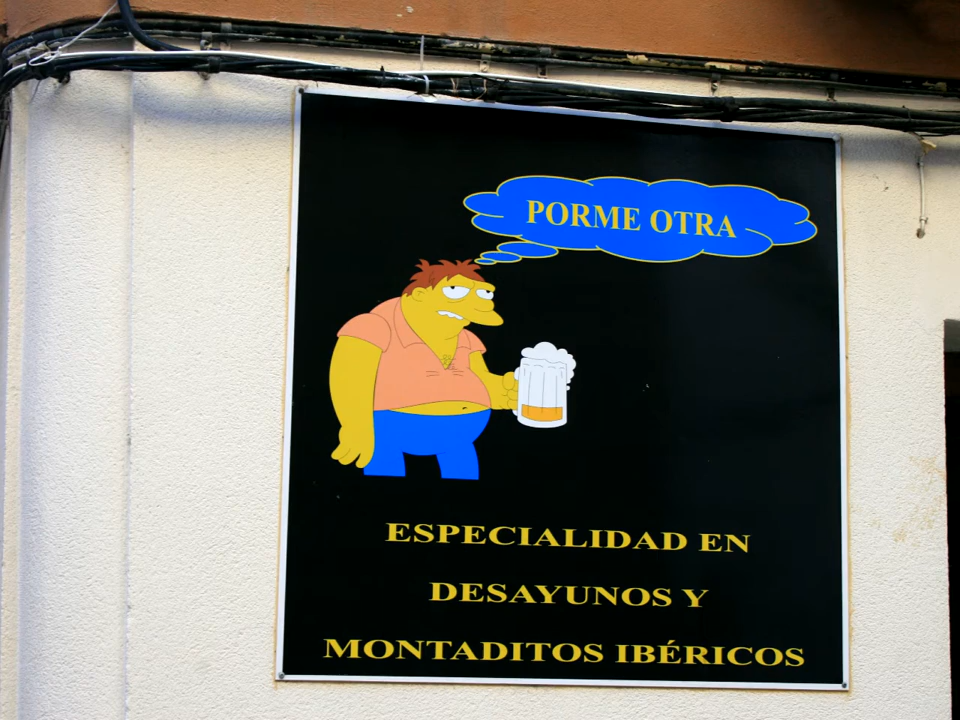 PORME OTRA
ESPECIALIDAD EN
DESAYUNOS Y
MONTADITOS IBÉRICOS